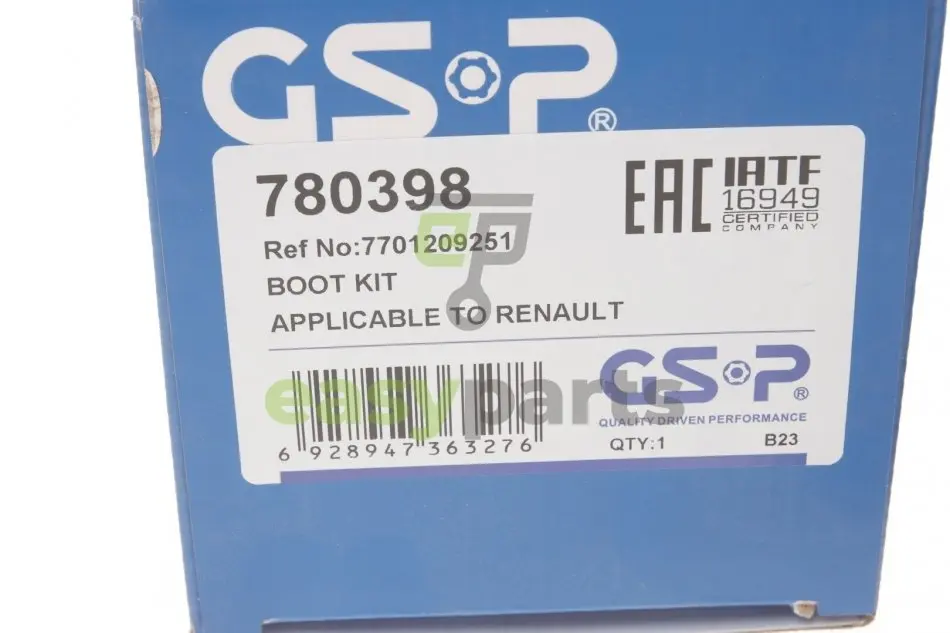 GSP®
780398
EAC
IATF
16949
CERTIFIED
COMPANY
Ref No:7701209251
BOOT KIT
APPLICABLE TO RENAULT
easyparts
GSP®
QUALITY DRIVEN PERFORMANCE
6 928947 363276
QTY:1 B23